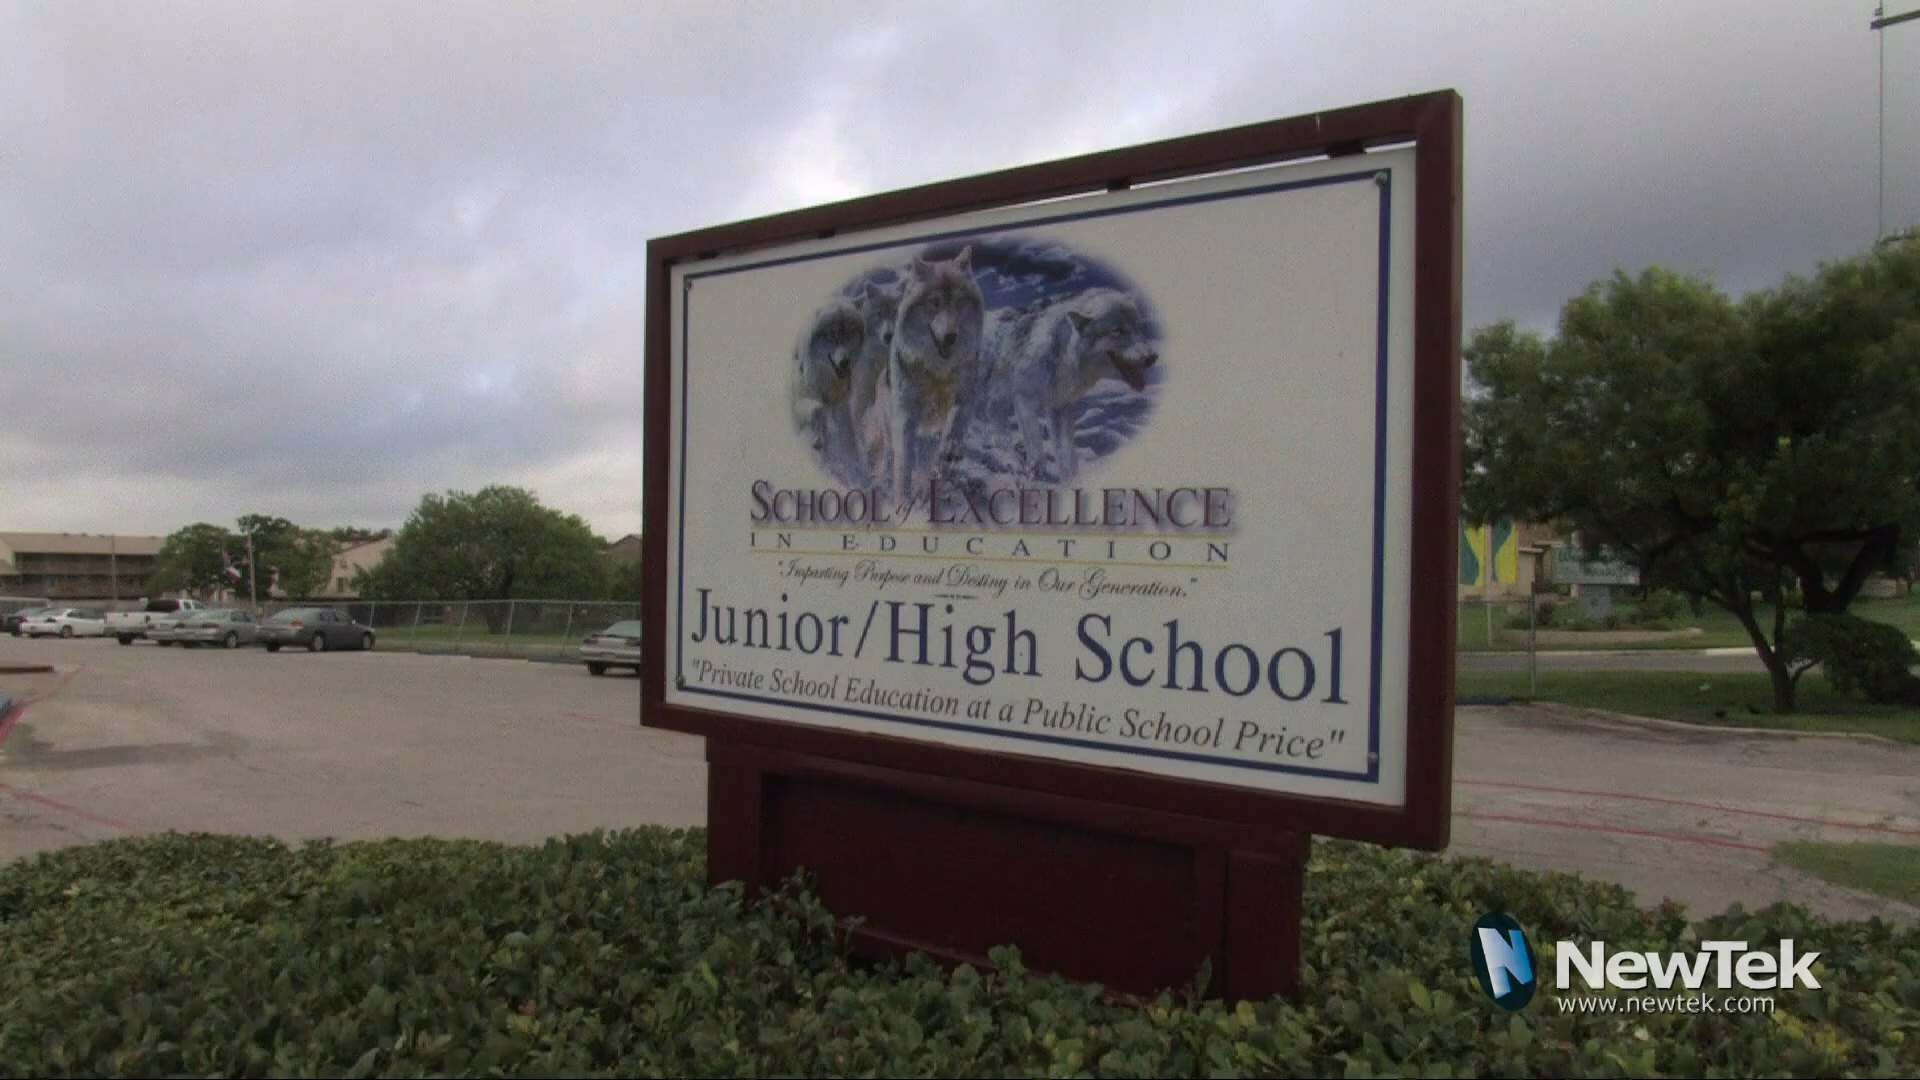 SCHOOL of EXCELLENCE
IN EDUCATION
"Imparting Purpose and Destiny in Our Generation."
Junior/High School
"Private School Education at a Public School Price"
N NEWTEK
www.newtek.com